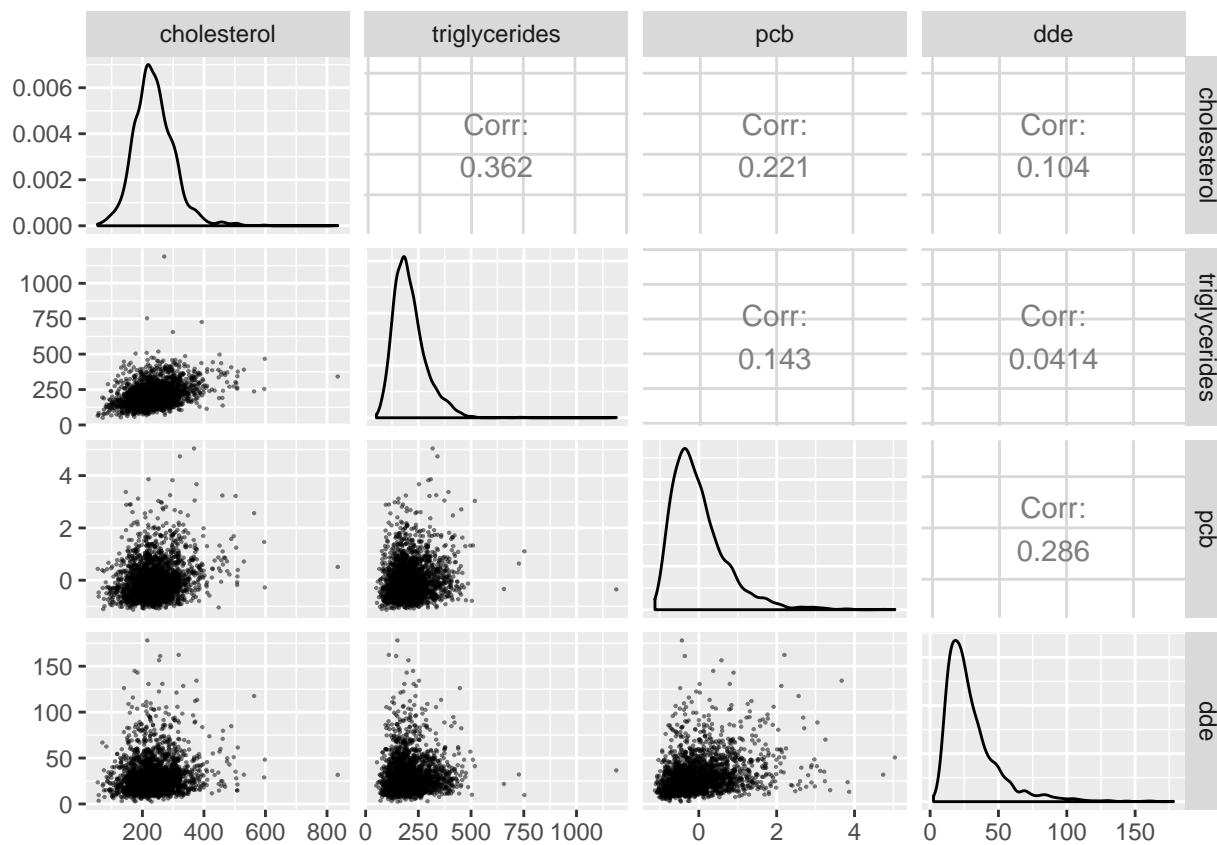 cholesterol
triglycerides
pcb
dde
0.006
0.004
0.002
0.000
Corr:
0.362
Corr:
0.221
Corr:
0.104
cholesterol
1000
750
500
250
0
Corr:
0.143
Corr:
0.0414
triglycerides
4
2
0
Corr:
0.286
pcb
150
100
50
0
dde
200 400 600 800
0 250 500 750 1000
0 2 4
0 50 100 150